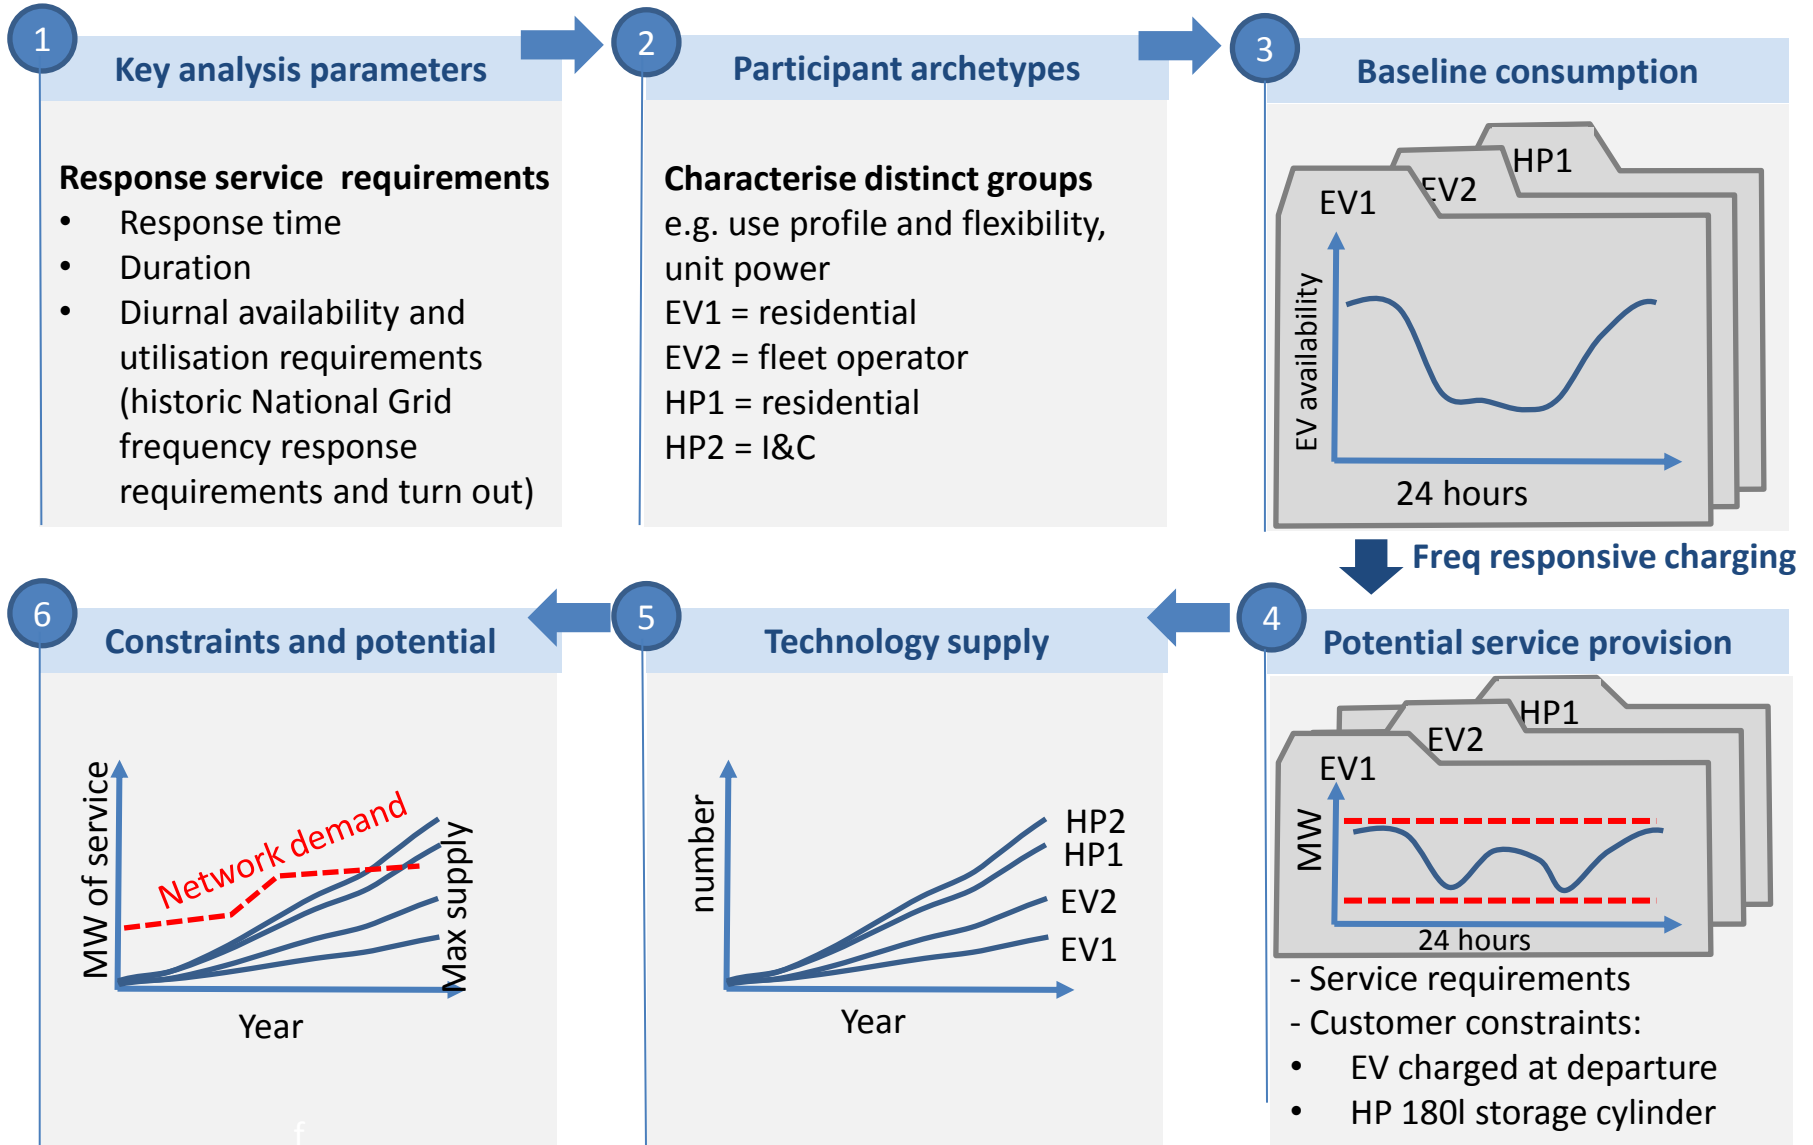 1
Key analysis parameters
Response service requirements
• Response time
• Duration
• Diurnal availability and
utilisation requirements
(historic National Grid
frequency response
requirements and turn out)
2
Participant archetypes
Characterise distinct groups
e.g. use profile and flexibility,
unit power
EV1 = residential
EV2 = fleet operator
HP1 = residential
HP2 = I&C
3
Baseline consumption
HP1
EV2
EV1
EV availability
24 hours
Freq responsive charging
4
Potential service provision
HP1
EV2
EV1
MW
24 hours
- Service requirements
- Customer constraints:
• EV charged at departure
• HP 180l storage cylinder
5
Technology supply
number
HP2
HP1
EV2
EV1
Year
6
Constraints and potential
MW of service
Network demand
Max supply
Year
f